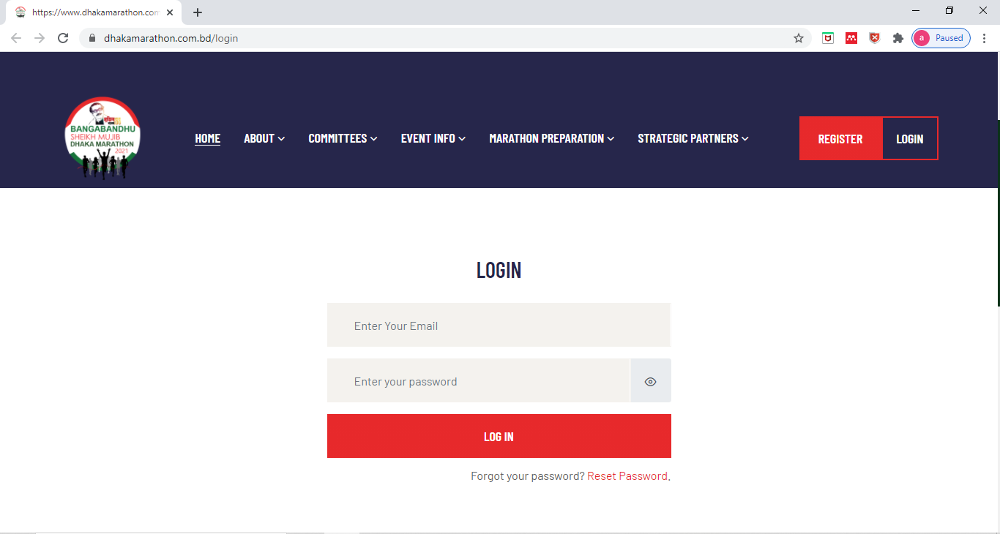 https://www.dhakamarathon.com
dhakamarathon.com.bd/login
a Paused
BANGABANDHU
SHEIKH MUJIB
DHAKA MARATHON
2021
HOME ABOUT COMMITTEES EVENT INFO MARATHON PREPARATION STRATEGIC PARTNERS REGISTER LOGIN
LOGIN
Enter Your Email
Enter your password
LOG IN
Forgot your password? Reset Password.